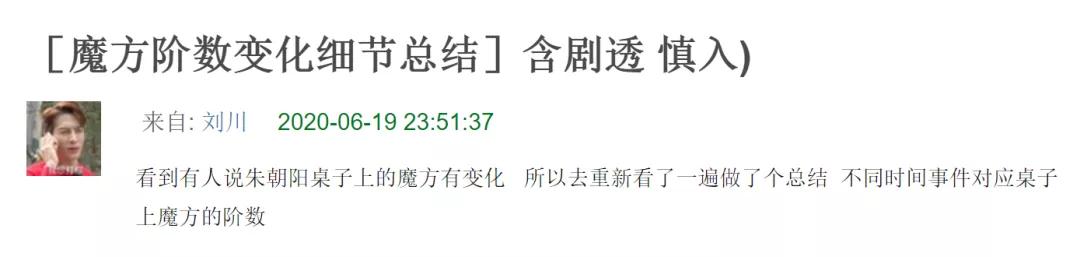 ［魔方阶数变化细节总结］含剧透 慎入)
来自: 刘川 2020-06-19 23:51:37
看到有人说朱朝阳桌子上的魔方有变化 所以去重新看了一遍做了个总结 不同时间事件对应桌子
上魔方的阶数